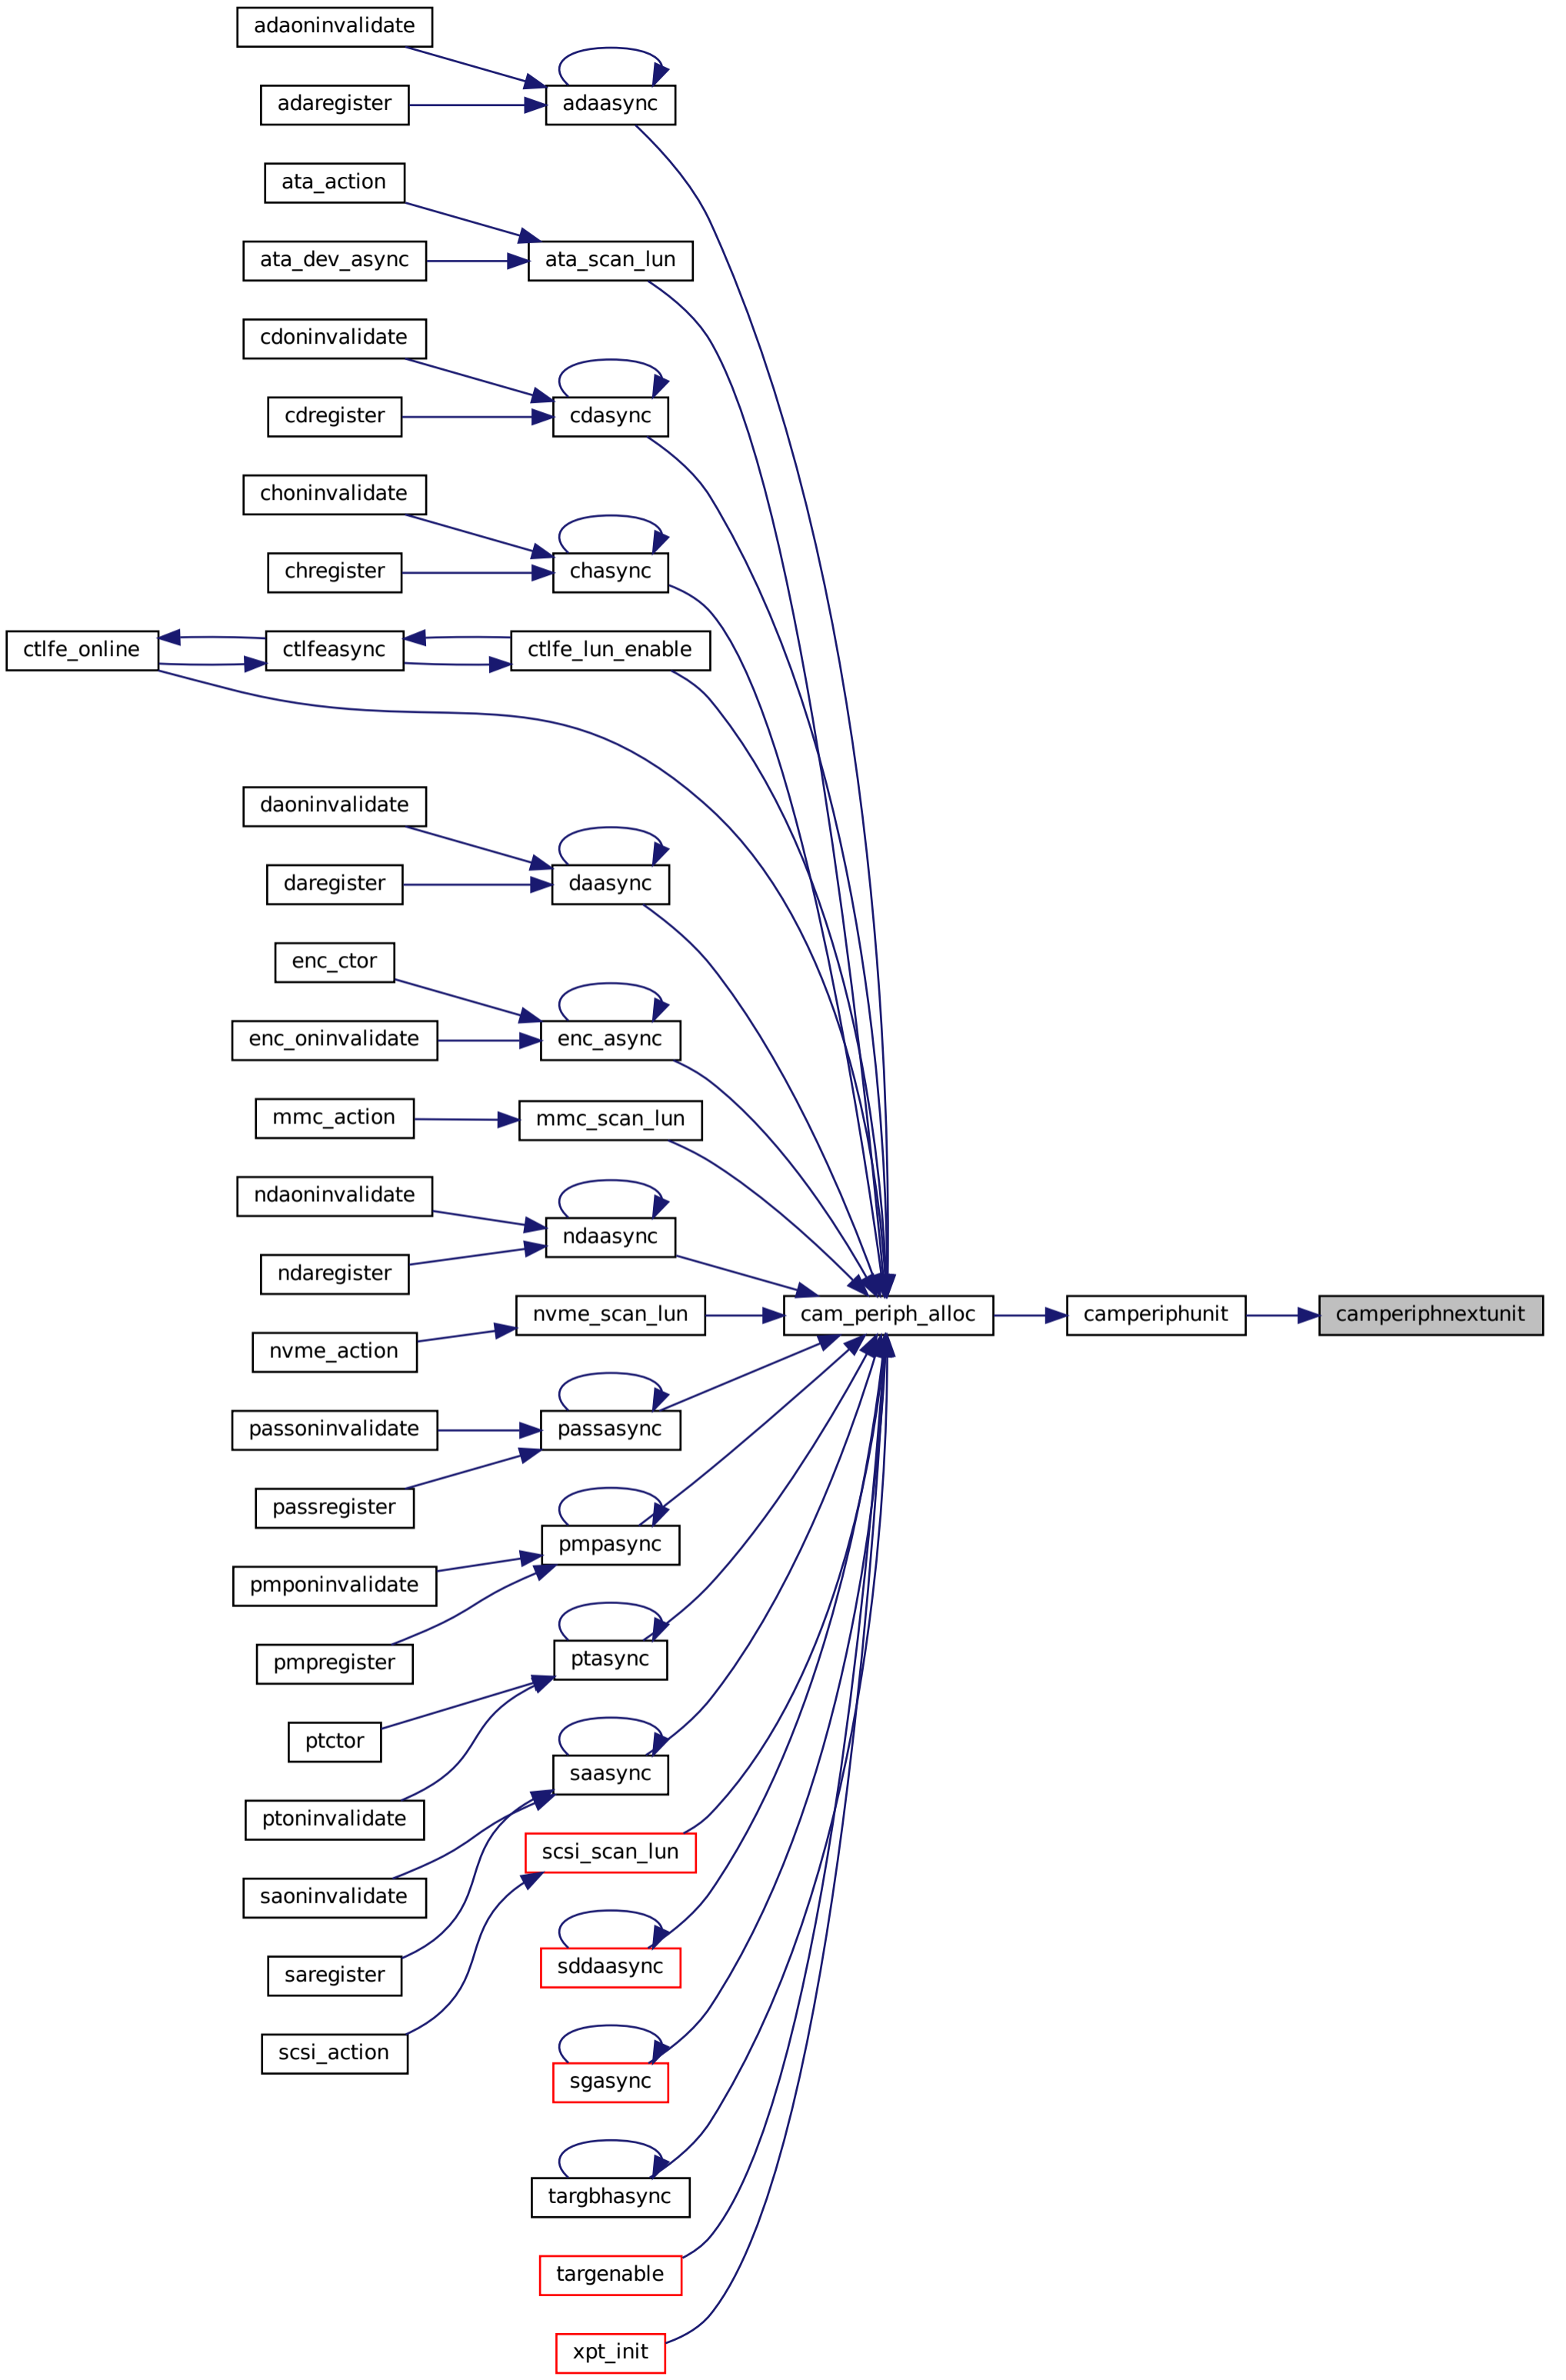 adaoninvalidate
adaasync
adaregister
ata_action
ata_scan_lun
ata_dev_async
cdoninvalidate
cdasync
cdregister
choninvalidate
chasync
chregister
ctlfe_online
ctlfeasync
ctlfe_lun_enable
daoninvalidate
daasync
daregister
enc_ctor
enc_async
enc_oninvalidate
mmc_action
mmc_scan_lun
ndaoninvalidate
ndaasync
ndaregister
nvme_scan_lun
cam_periph_alloc
camperiphunit
camperiphnextunit
nvme_action
passoninvalidate
passasync
passregister
pmpasync
pmponinvalidate
pmpregister
ptasync
ptctor
saasync
ptoninvalidate
scsi_scan_lun
saoninvalidate
sddaasync
saregister
scsi_action
sgasync
targbhasync
targenable
xpt_init